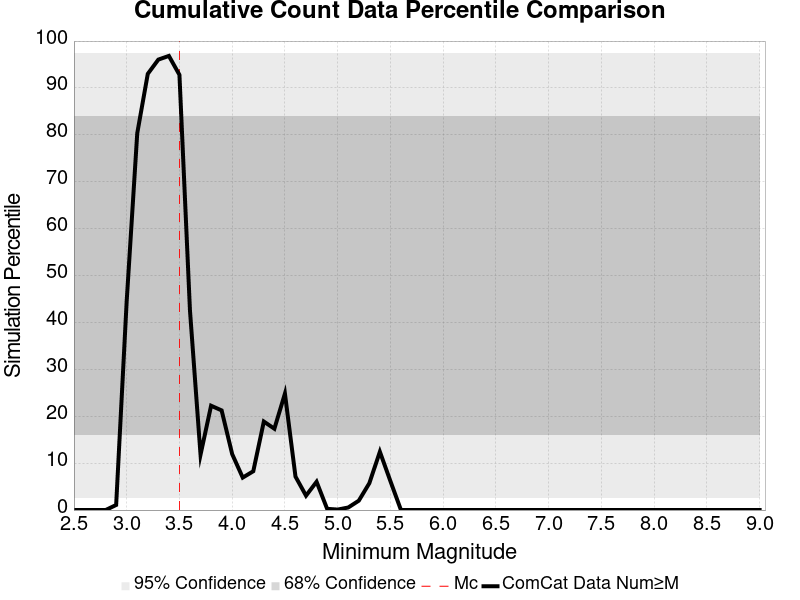 Cumulative Count Data Percentile Comparison
100
90
80
70
60
50
40
30
20
10
0
Simulation Percentile
2.5 3.0 3.5 4.0 4.5 5.0 5.5 6.0 6.5 7.0 7.5 8.0 8.5 9.0
Minimum Magnitude
95% Confidence 68% Confidence Mc ComCat Data Num≥M